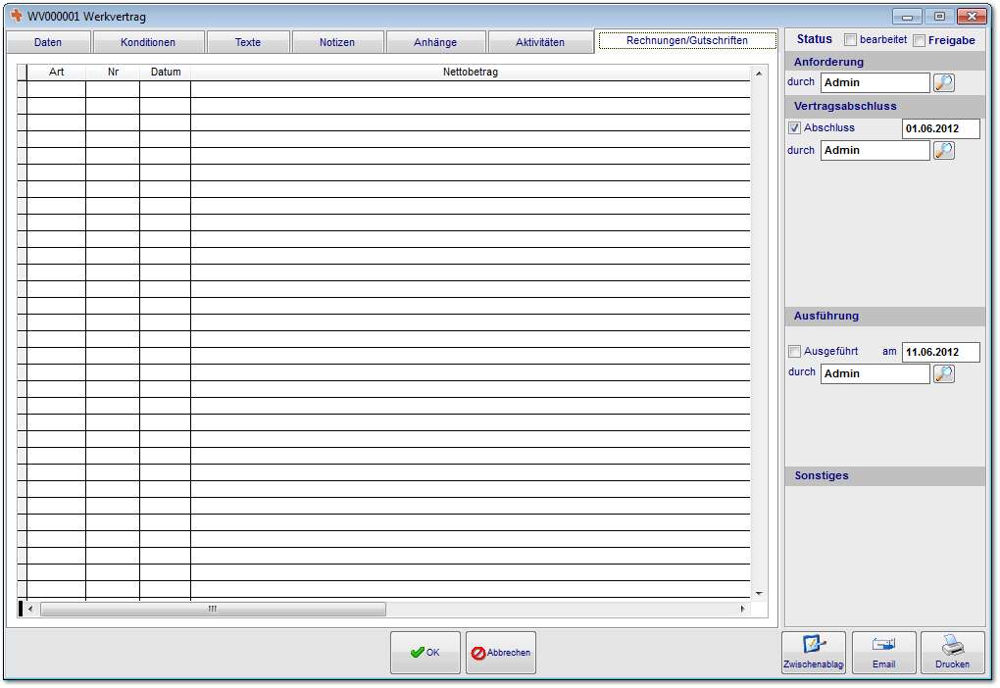 WV000001 Werkvertrag
Daten Konditionen Texte Notizen Anhänge Aktivitäten Rechnungen/Gutschriften
Art Nr Datum Nettobetrag
Status bearbeitet Freigabe
Anforderung
durch Admin
Vertragsabschluss
Abschluss 01.06.2012
durch Admin
Ausführung
Ausgeführt am 11.06.2012
durch Admin
Sonstiges
OK Abbrechen
Zwischenablag Email Drucken